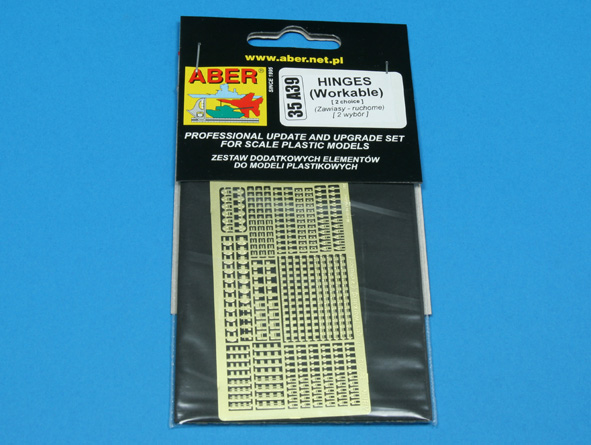 www.aber.net.pl
ABER®
SINCE 1995
35 A39
HINGES
(Workable)
[ 2 choice ]
(Zawiasy - ruchome)
[ 2 wybór ]
PROFESSIONAL UPDATE AND UPGRADE SET
FOR SCALE PLASTIC MODELS
ZESTAW DODATKOWYCH ELEMENTÓW
DO MODELI PLASTIKOWYCH